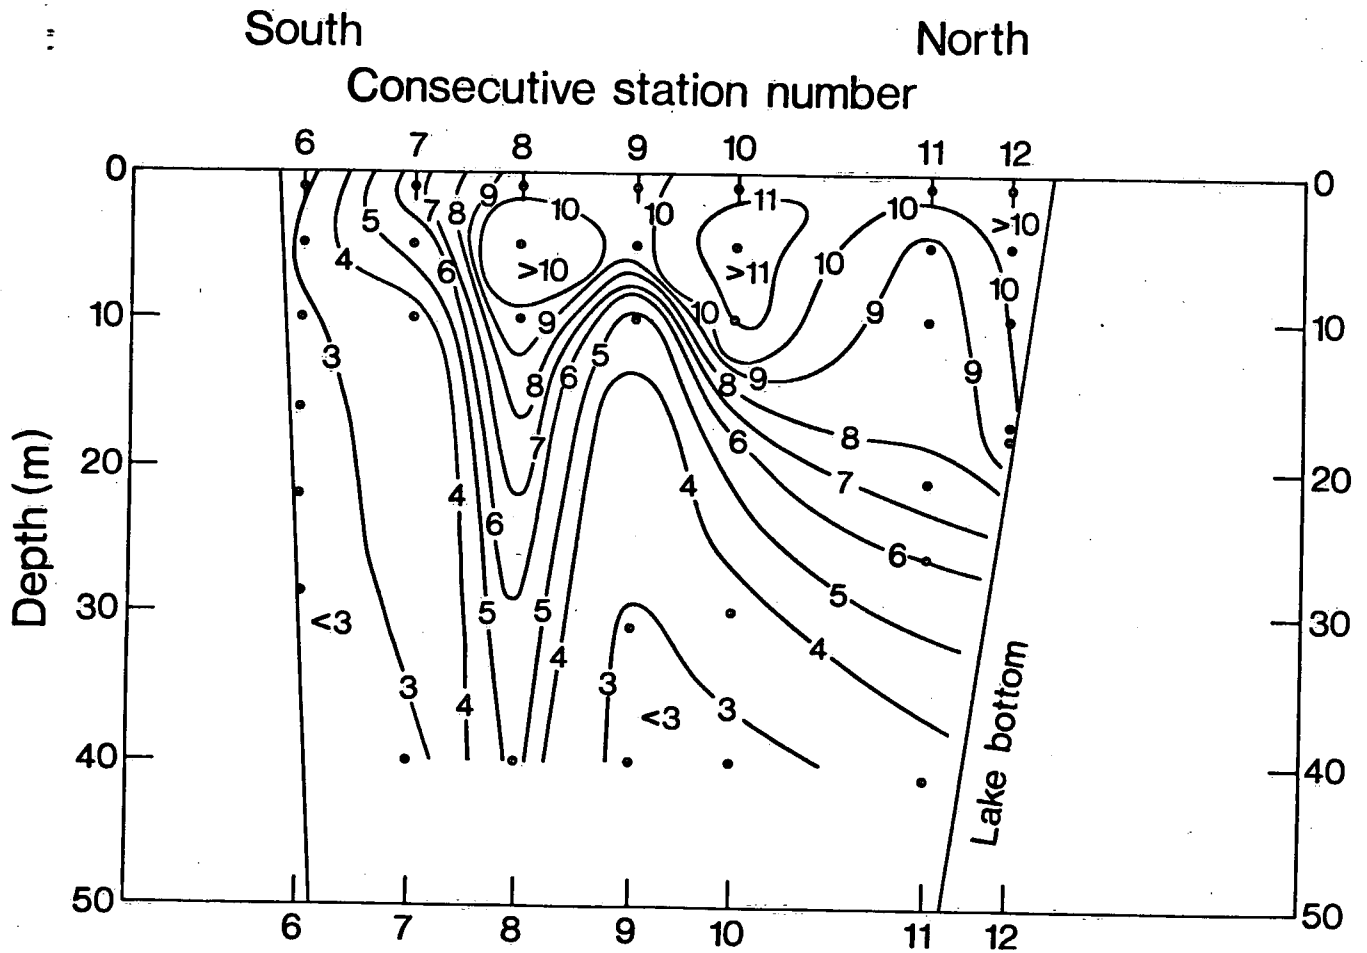 South North
Consecutive station number
6 7 8 9 10 11 12
0 0
9 10 10 11 10 >10
5 7 8
4 6 >10 >11 10 10
10 9 10 9 10
3 5
8 6 8 9 9
7 6 8
20 4 4 7 20
6 6
30 <3 5 5 5 30
4 4
3 4 3 <3 3
40 40
50 50
6 7 8 9 10 11 12
Depth (m)
Lake bottom